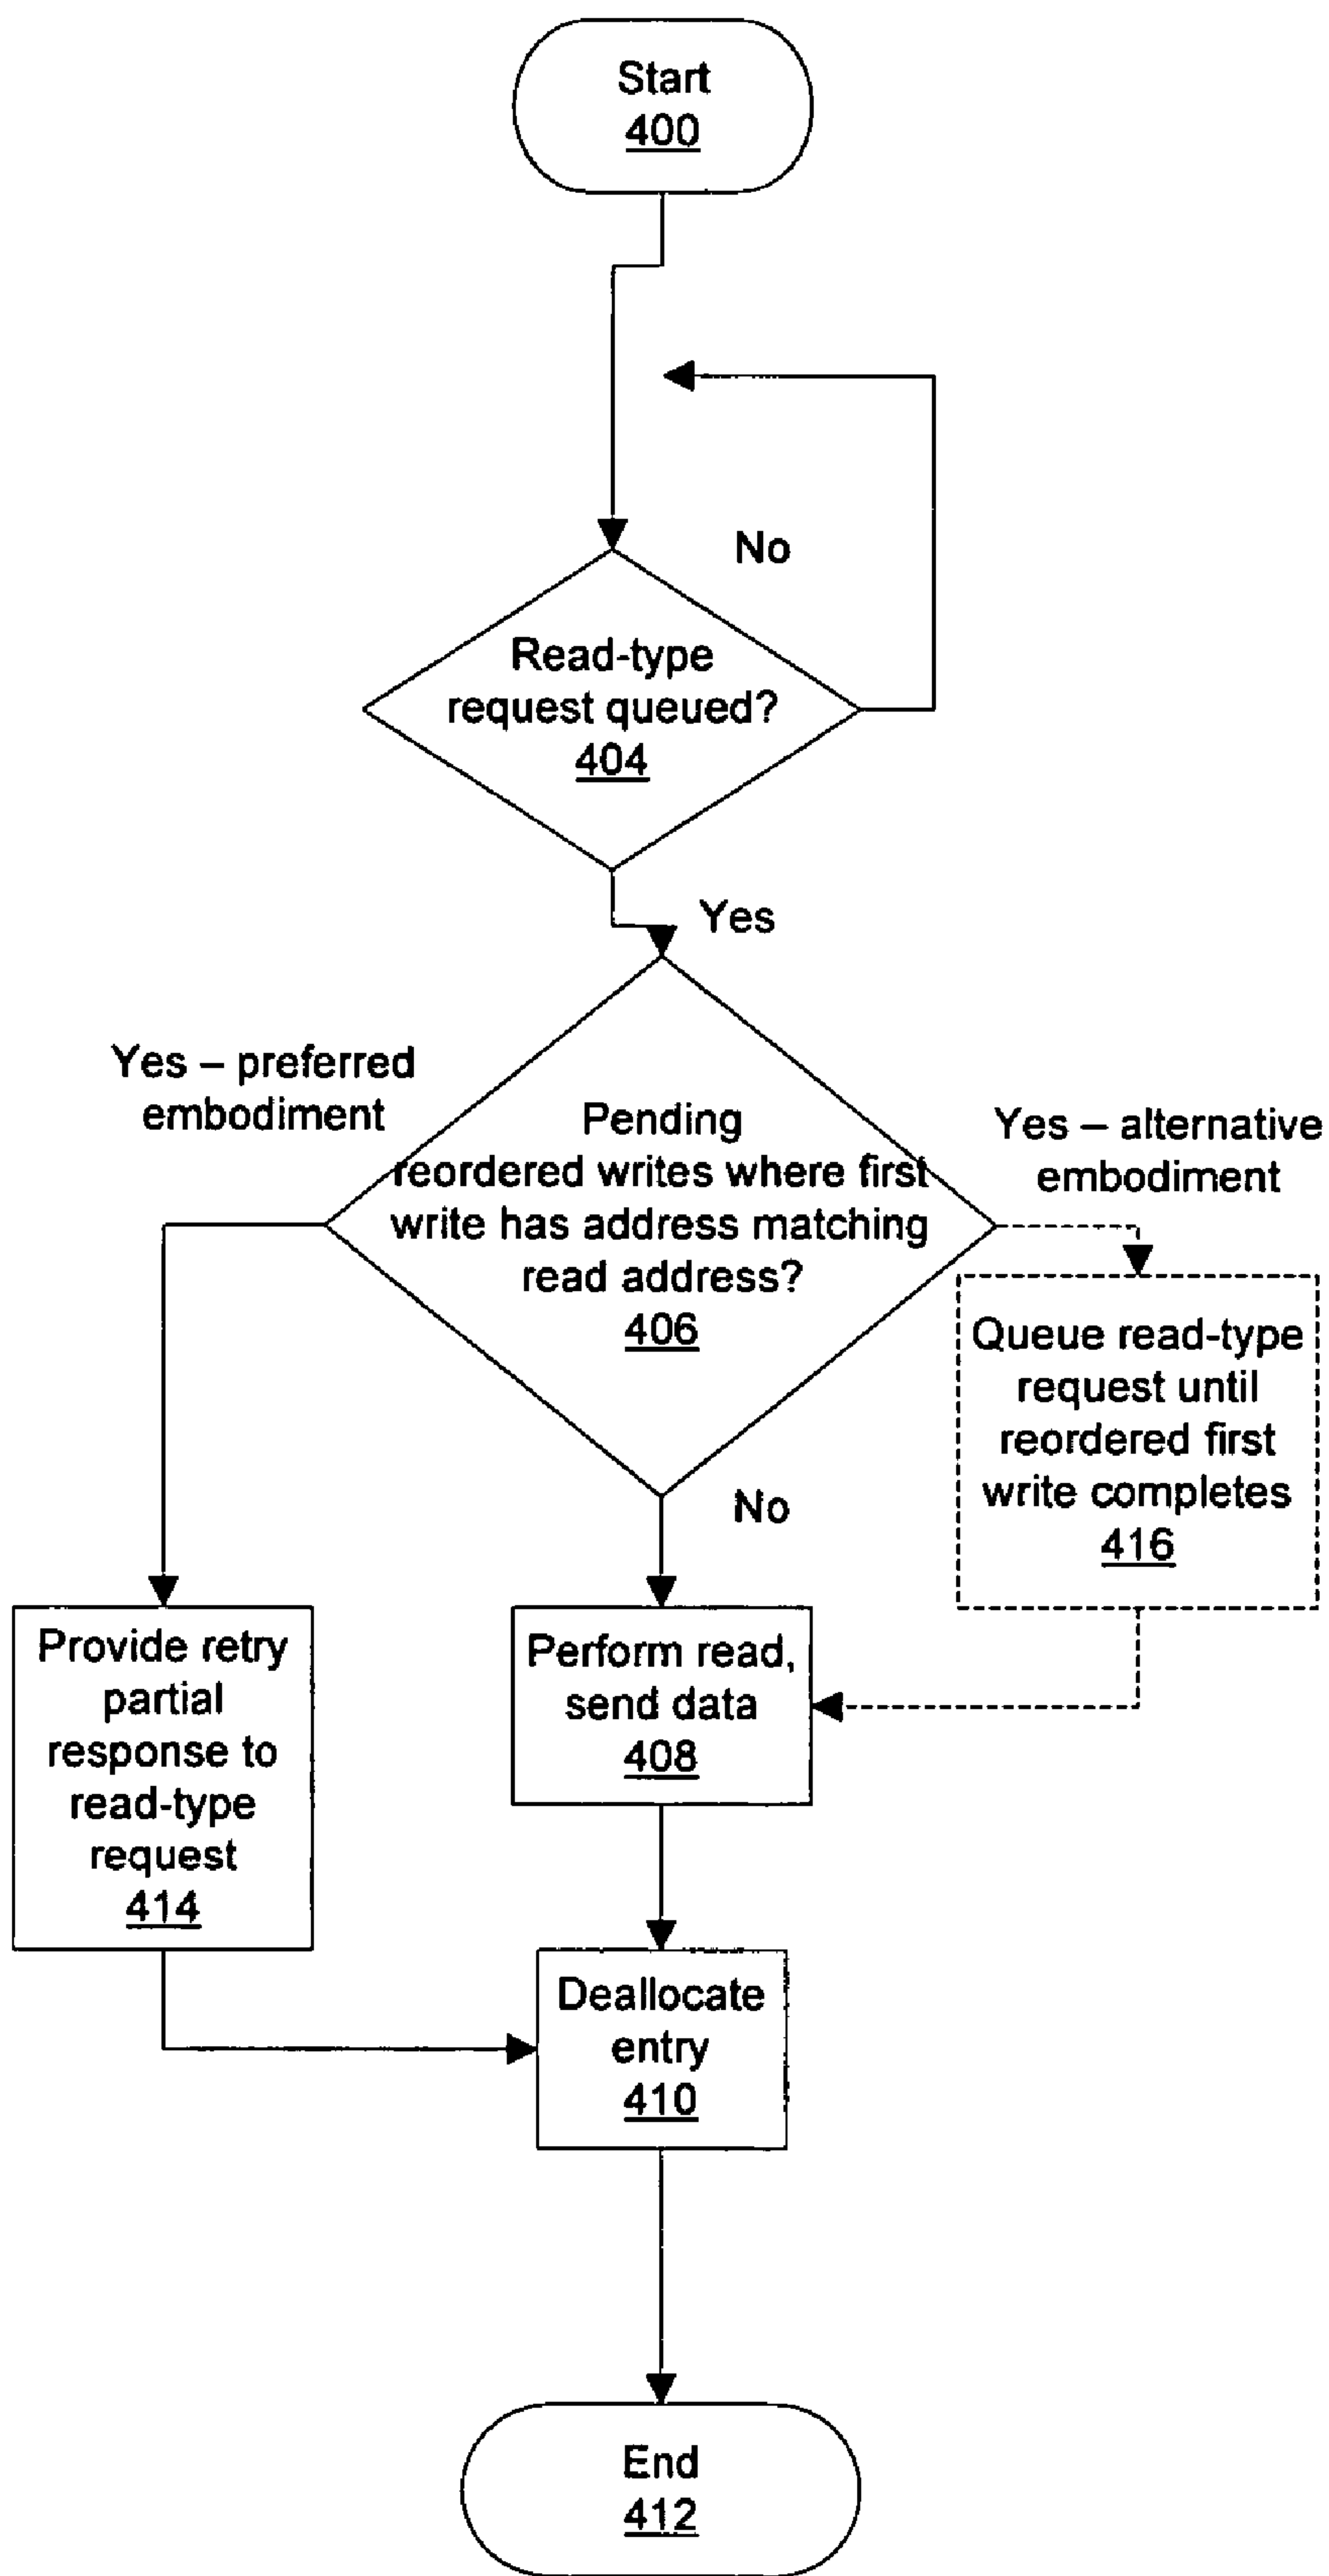 Start
400
No
Read-type
request queued?
404
Yes
Yes – preferred
embodiment
Pending
reordered writes where first
write has address matching
read address?
406
Yes – alternative
embodiment
Queue read-type
request until
reordered first
write completes
416
No
Provide retry
partial
response to
read-type
request
414
Perform read,
send data
408
Deallocate
entry
410
End
412